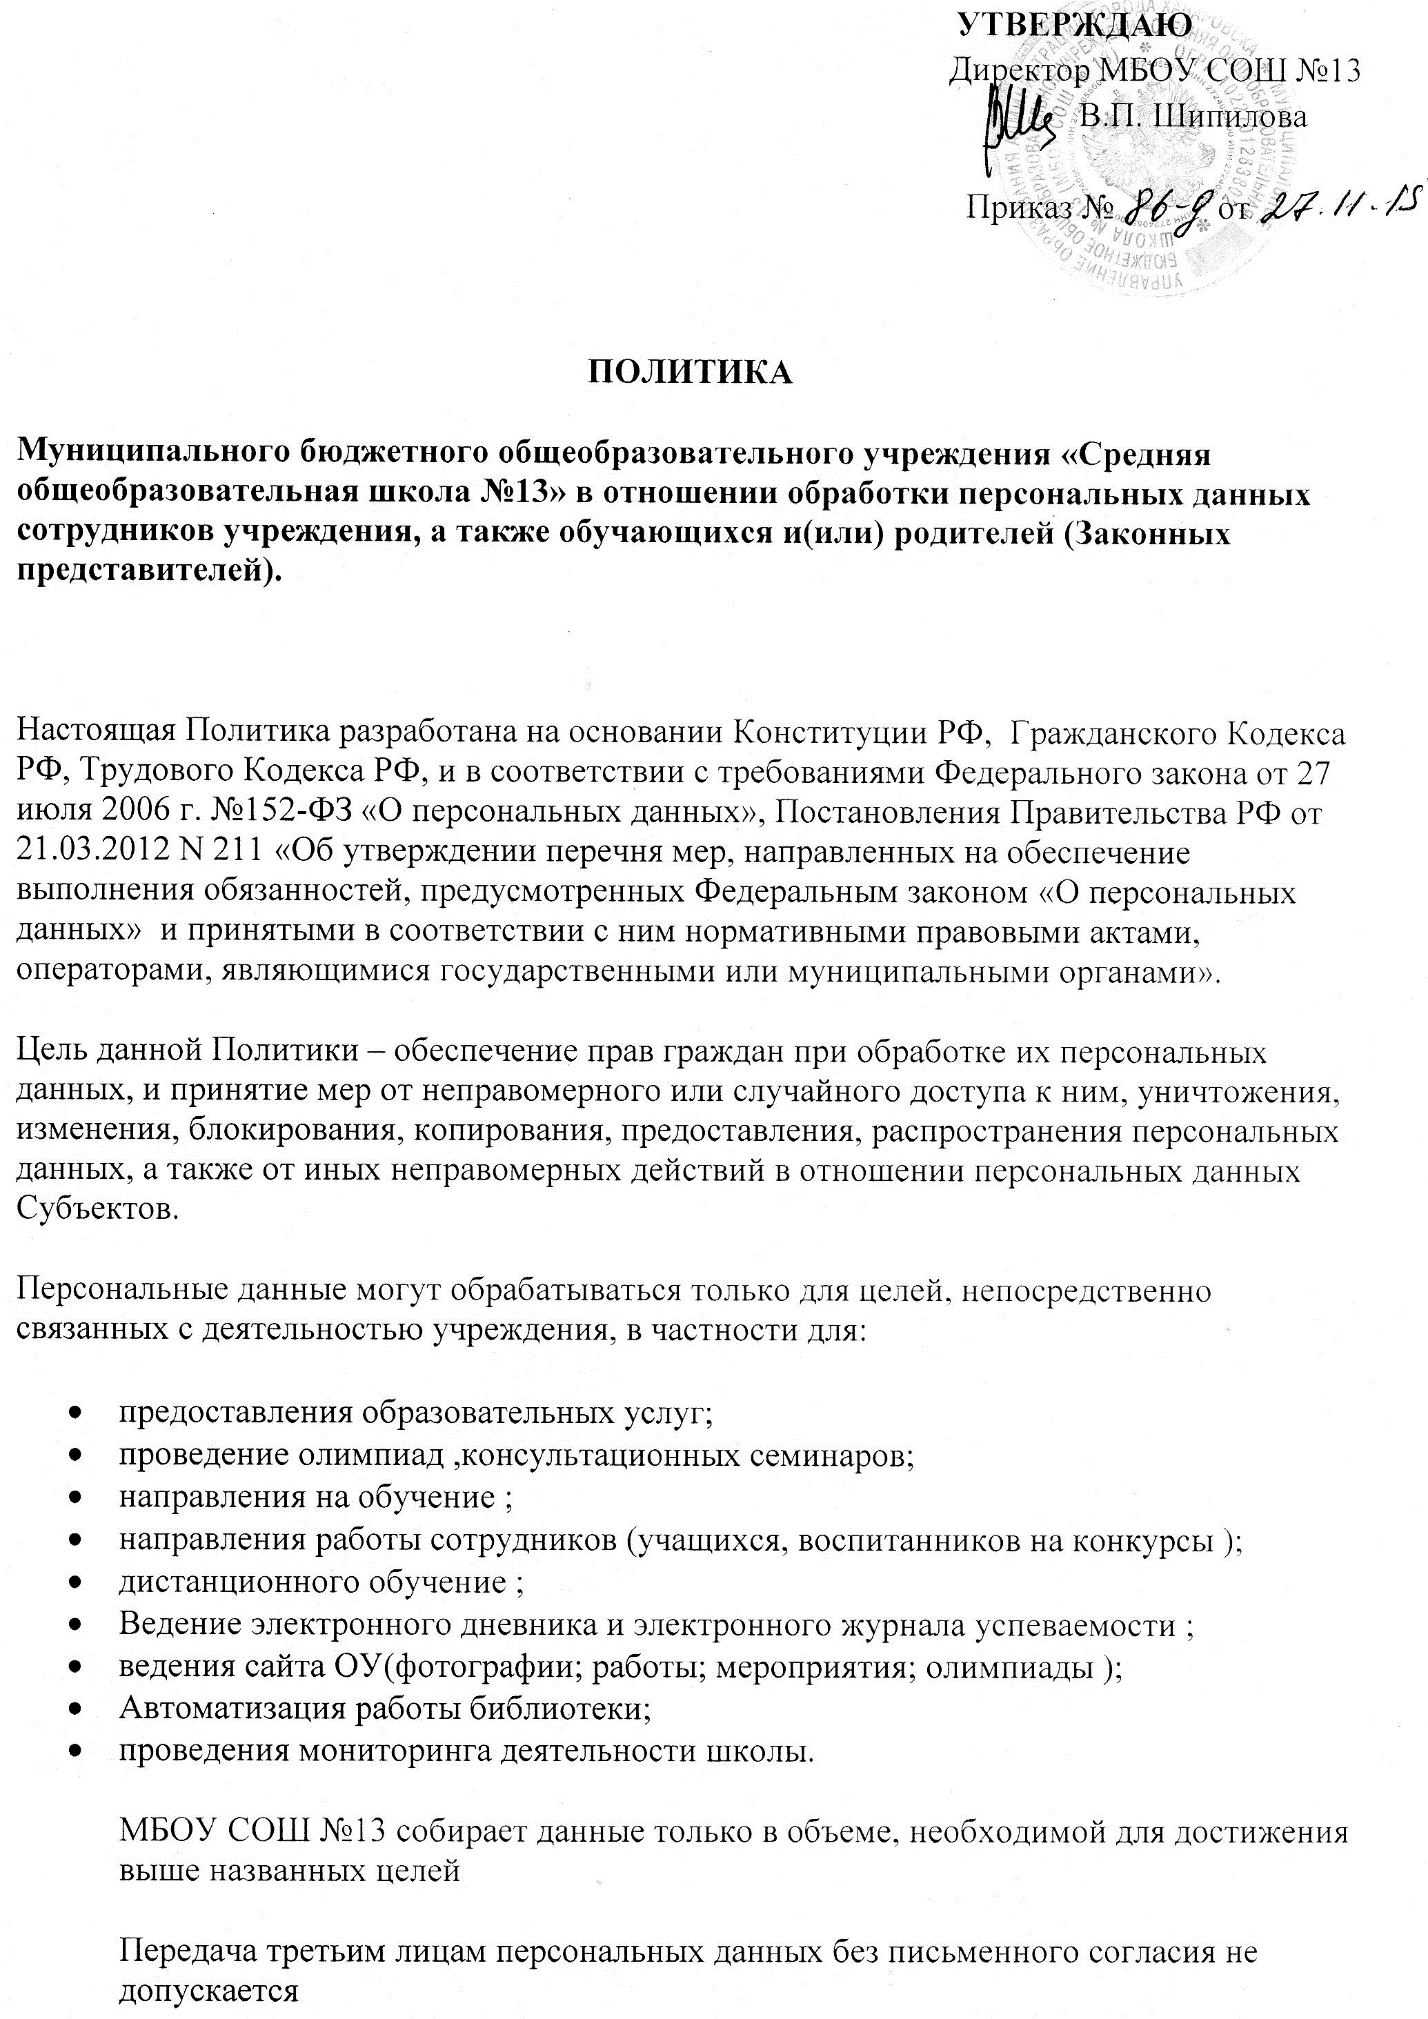 УТВЕРЖДАЮ
Директор МБОУ СОШ №13
В.П. Шипилова
Приказ № 86-д от 27.11.15
ПОЛИТИКА
Муниципального бюджетного общеобразовательного учреждения «Средняя
общеобразовательная школа №13» в отношении обработки персональных данных
сотрудников учреждения, а также обучающихся и(или) родителей (Законных
представителей).
Настоящая Политика разработана на основании Конституции РФ,  Гражданского Кодекса
РФ, Трудового Кодекса РФ, и в соответствии с требованиями Федерального закона от 27
июля 2006 г. №152-ФЗ «О персональных данных», Постановления Правительства РФ от
21.03.2012 N 211 «Об утверждении перечня мер, направленных на обеспечение
выполнения обязанностей, предусмотренных Федеральным законом «О персональных
данных»  и принятыми в соответствии с ним нормативными правовыми актами,
операторами, являющимися государственными или муниципальными органами».
Цель данной Политики – обеспечение прав граждан при обработке их персональных
данных, и принятие мер от неправомерного или случайного доступа к ним, уничтожения,
изменения, блокирования, копирования, предоставления, распространения персональных
данных, а также от иных неправомерных действий в отношении персональных данных
Субъектов.
Персональные данные могут обрабатываться только для целей, непосредственно
связанных с деятельностью учреждения, в частности для:
• предоставления образовательных услуг;
• проведение олимпиад ,консультационных семинаров;
• направления на обучение ;
• направления работы сотрудников (учащихся, воспитанников на конкурсы );
• дистанционного обучение ;
• Ведение электронного дневника и электронного журнала успеваемости ;
• ведения сайта ОУ(фотографии; работы; мероприятия; олимпиады );
• Автоматизация работы библиотеки;
• проведения мониторинга деятельности школы.
МБОУ СОШ №13 собирает данные только в объеме, необходимой для достижения
выше названных целей
Передача третьим лицам персональных данных без письменного согласия не
допускается